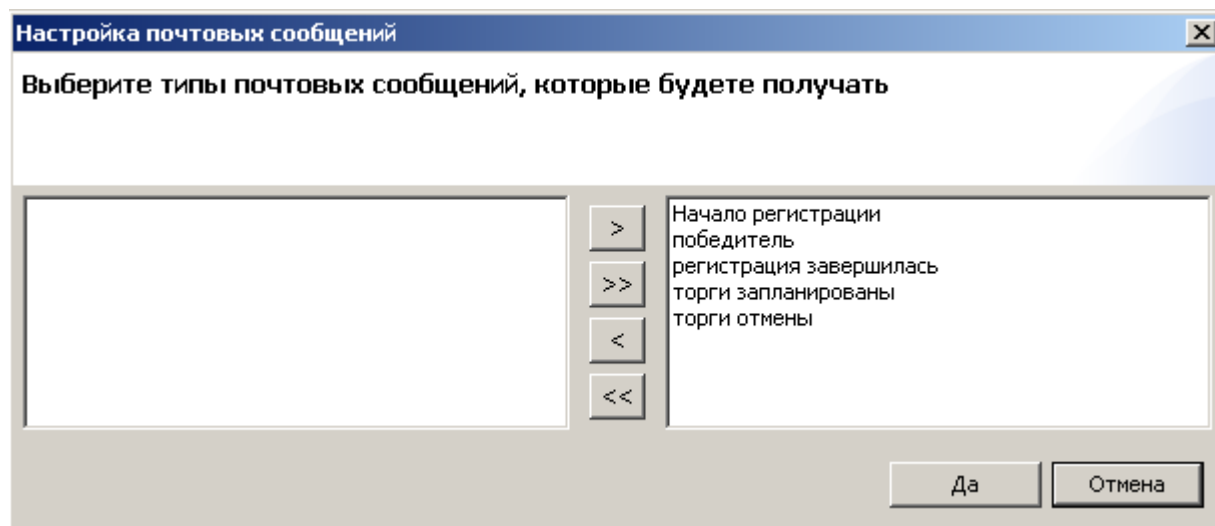 Настройка почтовых сообщений
Выберите типы почтовых сообщений, которые будете получать
>
>>
<
<<
Начало регистрации
победитель
регистрация завершилась
торги запланированы
торги отмены
Да
Отмена